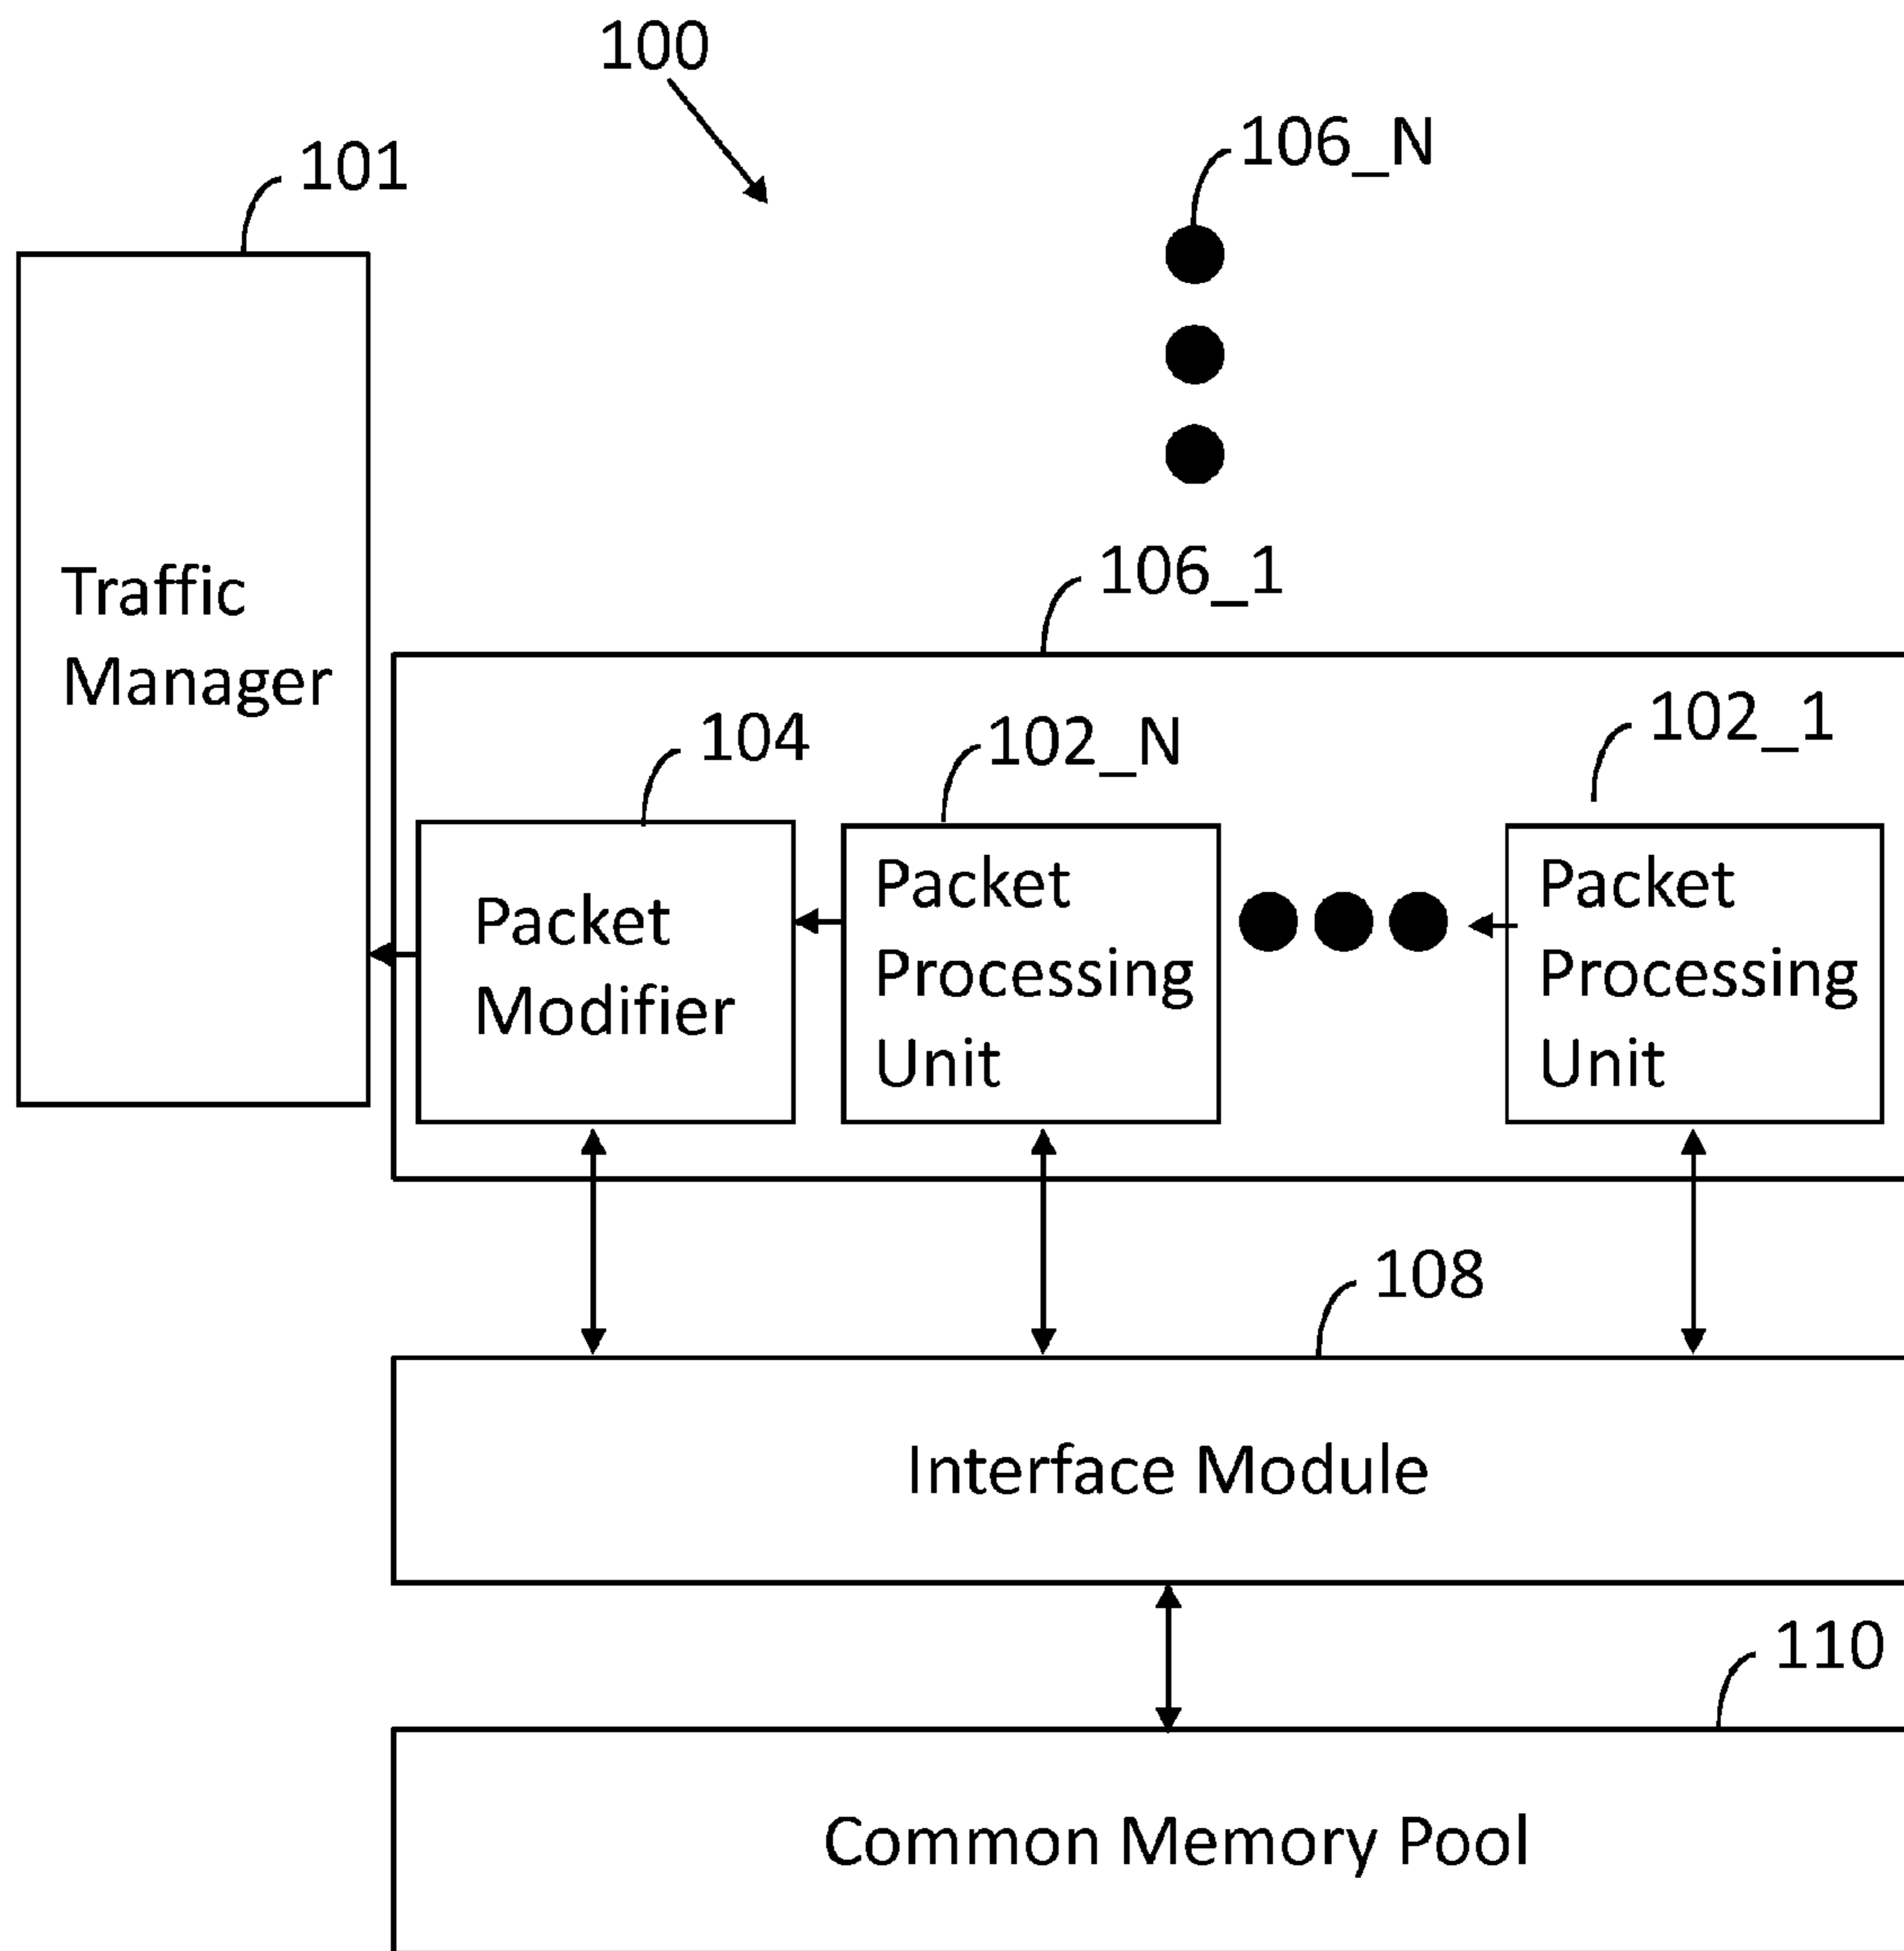 100
106_N
101
106_1
Traffic
Manager
104
102_N
102_1
Packet
Modifier
Packet
Processing
Unit
Packet
Processing
Unit
108
Interface Module
110
Common Memory Pool